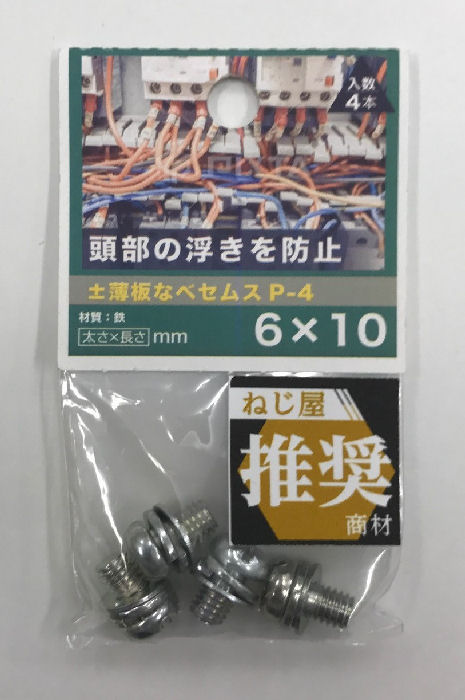 入数
4本
頭部の浮きを防止
±薄板なべセムスP-4
材質：鉄
太さ×長さ mm
6×10
ねじ屋
推奨
商材